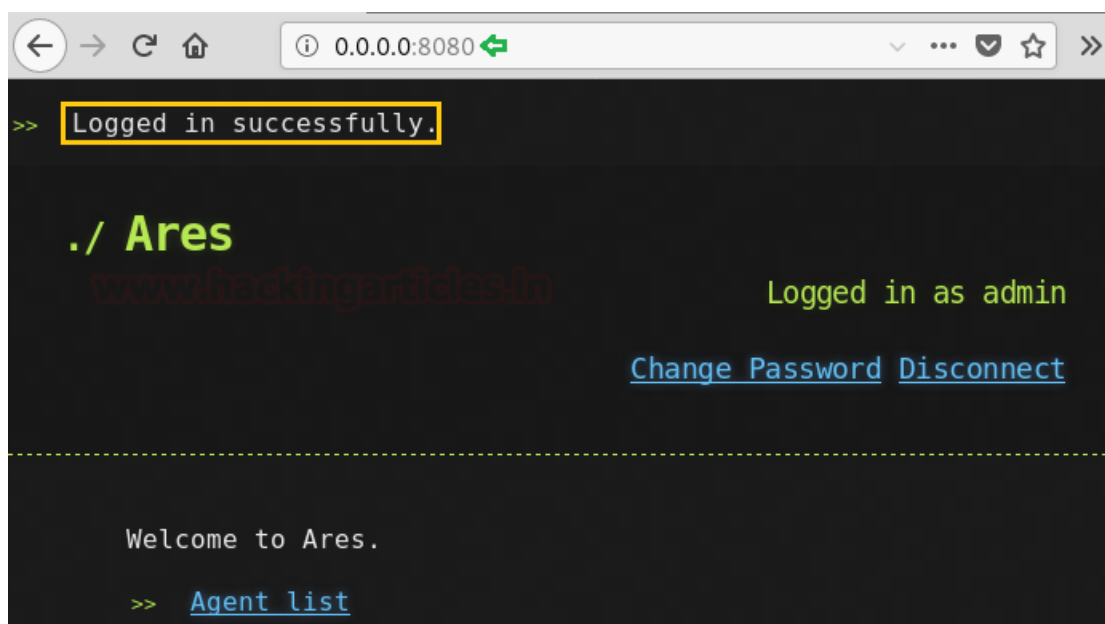 0.0.0.0:8080
>> Logged in successfully.
./ Ares
www.hackingarticles.in
Logged in as admin
Change Password Disconnect
Welcome to Ares.
>> Agent list